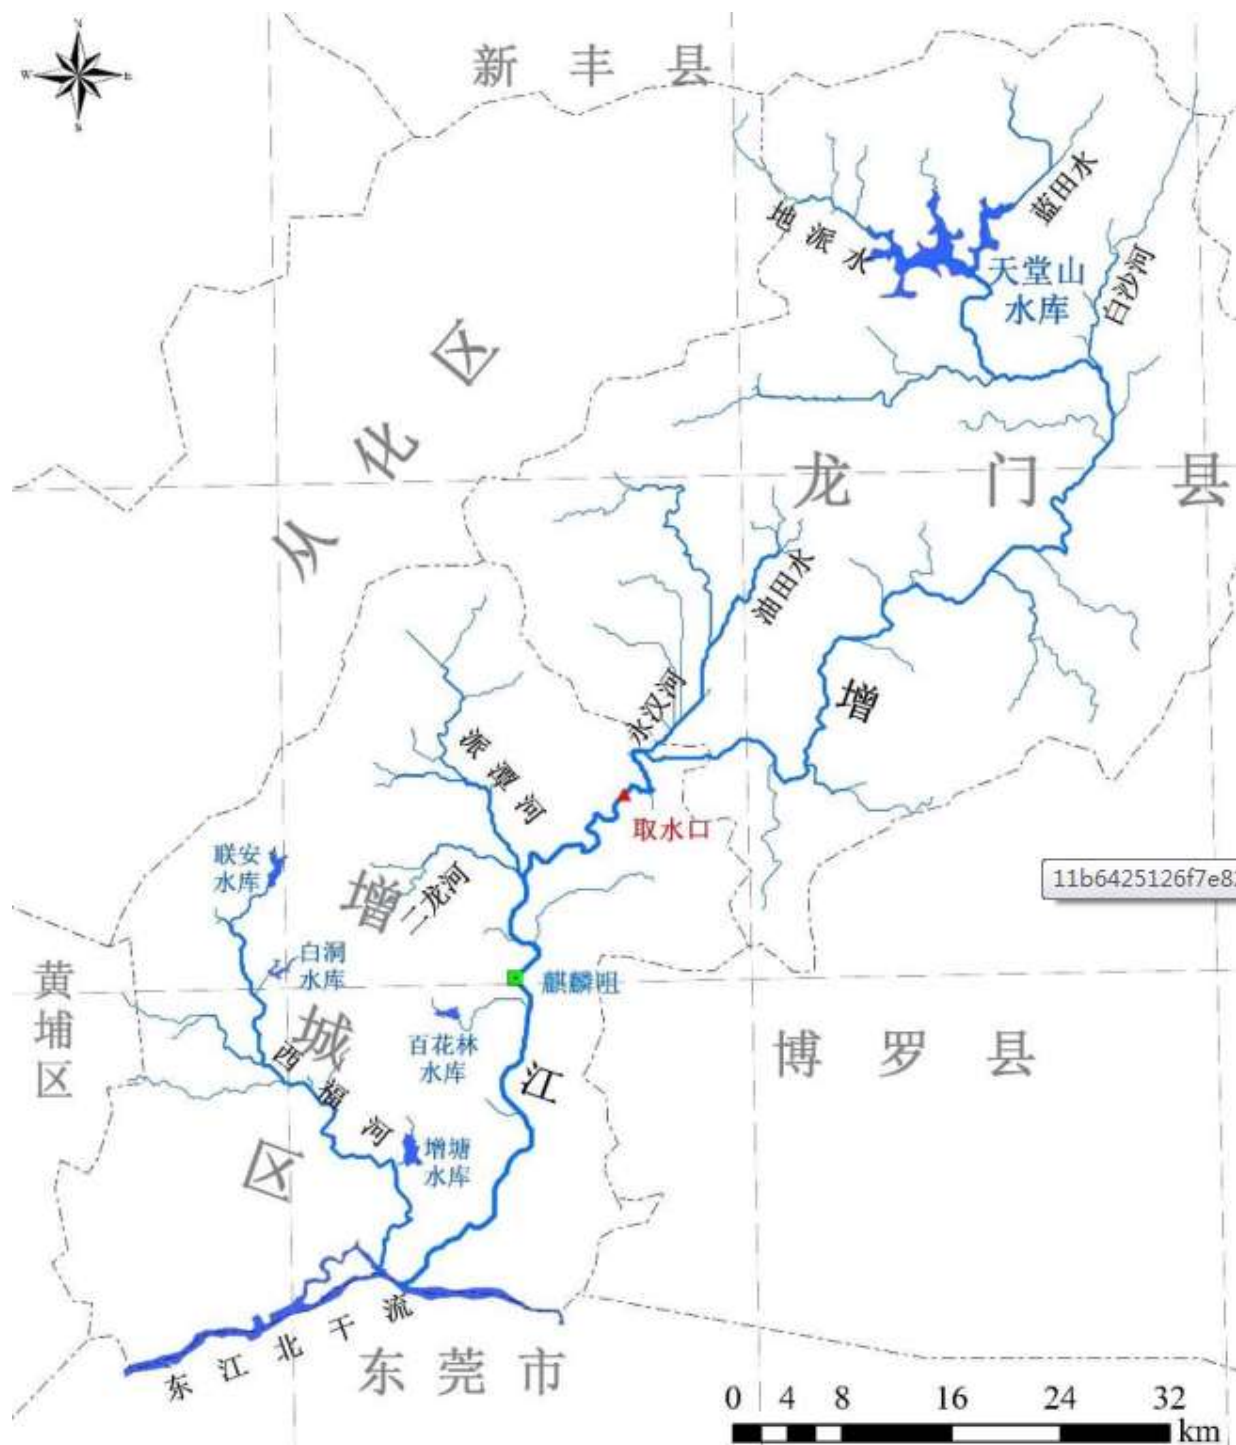 N
W
E
S
新丰县
蓝田水
地派水
天堂山
水库
白沙河
从化区
龙门县
油田水
永汉河
增
派潭河
取水口
联安
水库
二龙河
11b6425126f7e8
白洞
水库
麒麟咀
黄埔区
增城区
百花林
水库
博罗县
西福河
江
增塘
水库
东江北干流
东莞市
0 4 8 16 24 32
km